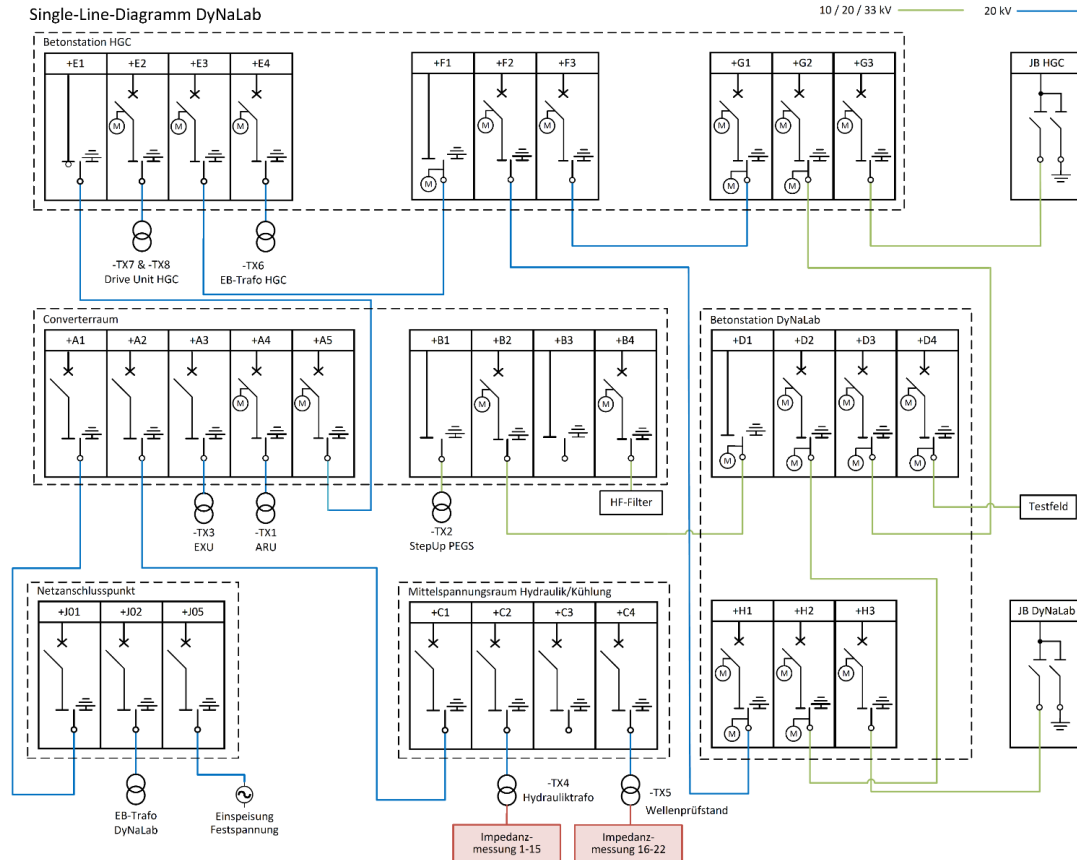 Single-Line-Diagramm DyNaLab
10 / 20 / 33 kV
20 kV
Betonstation HGC
+E1
+E2
+E3
+E4
+F1
+F2
+F3
+G1
+G2
+G3
JB HGC
M
M
M
M
M
M
M
M
M
M
M
-TX7 & -TX8
Drive Unit HGC
-TX6
EB-Trafo HGC
Converterraum
+A1
+A2
+A3
+A4
+A5
+B1
+B2
+B3
+B4
Betonstation DyNaLab
+D1
+D2
+D3
+D4
M
M
M
M
M
M
M
M
M
M
M
-TX3
EXU
-TX1
ARU
-TX2
StepUp PEGS
HF-Filter
Testfeld
Netzanschlusspunkt
+J01
+J02
+J05
Mittelspannungsraum Hydraulik/Kühlung
+C1
+C2
+C3
+C4
+H1
+H2
+H3
JB DyNaLab
M
M
M
M
M
EB-Trafo
DyNaLab
Einspeisung
Festspannung
-TX4
Hydrauliktrafo
-TX5
Wellenprüfstand
Impedanz-
messung 1-15
Impedanz-
messung 16-22